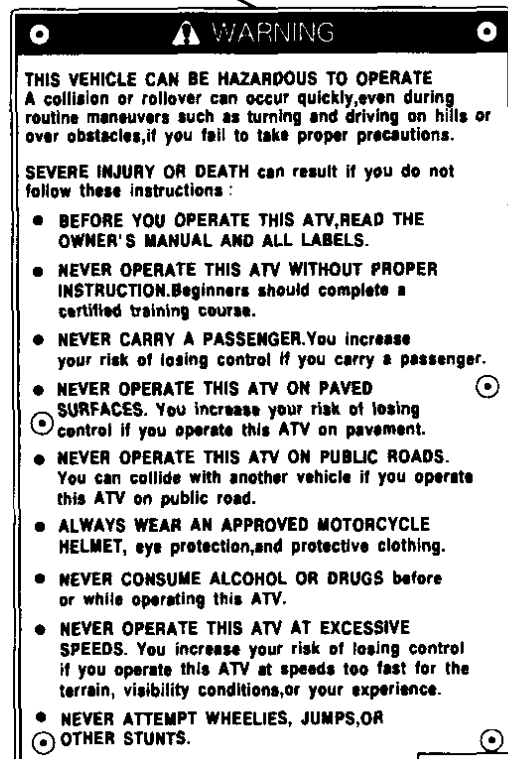 WARNING
THIS VEHICLE CAN BE HAZARDOUS TO OPERATE
A collision or rollover can occur quickly,even during
routine maneuvers such as turning and driving on hills or
over obstacles,if you fail to take proper precautions.
SEVERE INJURY OR DEATH can result if you do not
follow these instructions :
● BEFORE YOU OPERATE THIS ATV,READ THE
OWNER'S MANUAL AND ALL LABELS.
● NEVER OPERATE THIS ATV WITHOUT PROPER
INSTRUCTION.Beginners should complete a
certified training course.
● NEVER CARRY A PASSENGER.You increase
your risk of losing control if you carry a passenger.
● NEVER OPERATE THIS ATV ON PAVED
SURFACES. You increase your risk of losing
control if you operate this ATV on pavement.
● NEVER OPERATE THIS ATV ON PUBLIC ROADS.
You can collide with another vehicle if you operate
this ATV on public road.
● ALWAYS WEAR AN APPROVED MOTORCYCLE
HELMET, eye protection,and protective clothing.
● NEVER CONSUME ALCOHOL OR DRUGS before
or while operating this ATV.
● NEVER OPERATE THIS ATV AT EXCESSIVE
SPEEDS. You increase your risk of losing control
if you operate this ATV at speeds too fast for the
terrain, visibility conditions,or your experience.
● NEVER ATTEMPT WHEELIES, JUMPS,OR
OTHER STUNTS.